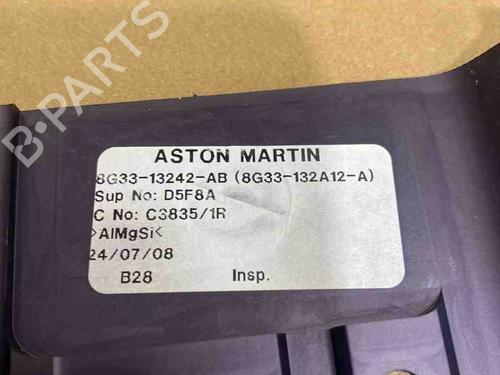 B-PARTS
ASTON MARTIN
8G33-13242-AB (8G33-132A12-A)
Sup No: D5F8A
C No: C3835/1R
>AlMgSi<
24/07/08
B28 Insp.